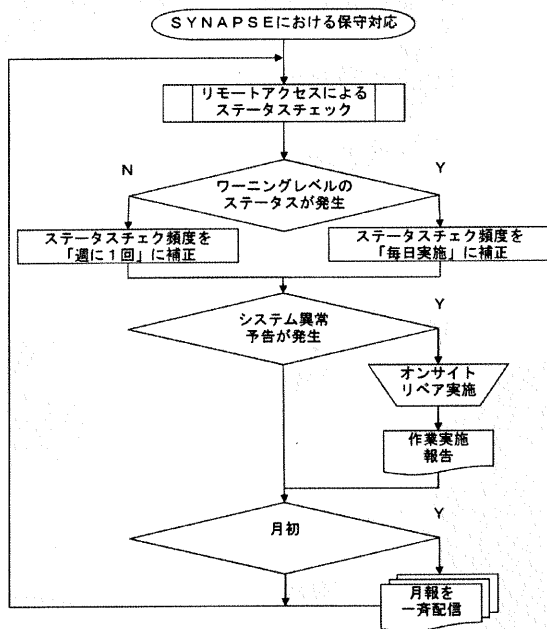 SYNAPSEにおける保守対応
リモートアクセスによる
ステータスチェック
N
Y
ワーニングレベルの
ステータスが発生
ステータスチェク頻度を
「週に1回」に補正
ステータスチェク頻度を
「毎日実施」に補正
Y
システム異常
予告が発生
オンサイト
リペア実施
作業実施
報告
Y
月初
月報を
一斉配信